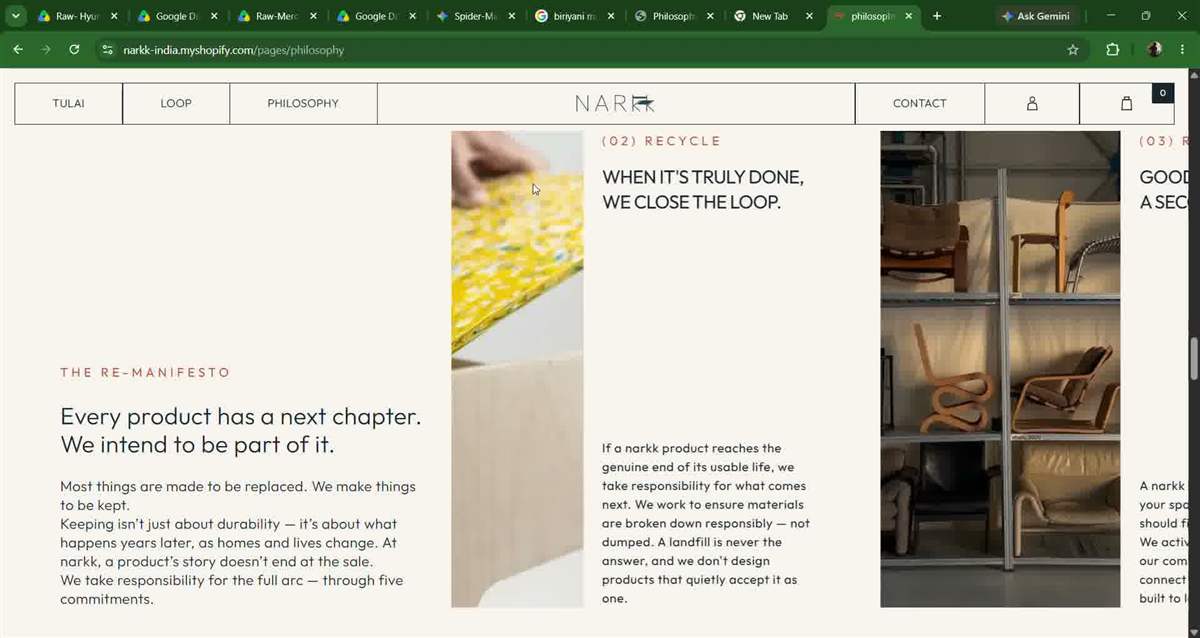 Raw- Hyu
Google D
Raw-Merc
Google D
Spider-Ma
biriyani m
Philosoph
New Tab
philosoph
Ask Gemini
narkk-india.myshopify.com/pages/philosophy
TULAI
LOOP
PHILOSOPHY
NARKK
CONTACT
0
THE RE-MANIFESTO
Every product has a next chapter.
We intend to be part of it.
Most things are made to be replaced. We make things
to be kept.
Keeping isn't just about durability — it's about what
happens years later, as homes and lives change. At
narkk, a product's story doesn't end at the sale.
We take responsibility for the full arc — through five
commitments.
(02) RECYCLE
WHEN IT'S TRULY DONE,
WE CLOSE THE LOOP.
If a narkk product reaches the
genuine end of its usable life, we
take responsibility for what comes
next. We work to ensure materials
are broken down responsibly — not
dumped. A landfill is never the
answer, and we don't design
products that quietly accept it as
one.
(03) R
GOOD
A SEC
A narkk
your spa
should fi
We activ
our com
connect
built to l